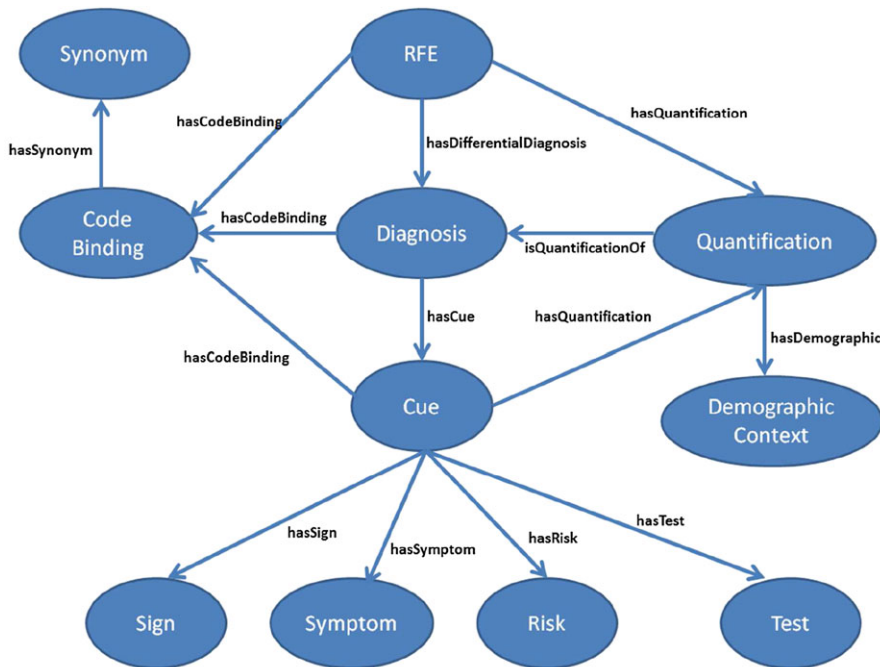 Synonym
RFE
hasCodeBinding
hasQuantification
hasSynonym
hasDifferentialDiagnosis
Code
Binding
hasCodeBinding
Diagnosis
isQuantificationOf
Quantification
hasCue
hasQuantification
hasDemographic
hasCodeBinding
Cue
Demographic
Context
hasSign
hasSymptom
hasRisk
hasTest
Sign
Symptom
Risk
Test